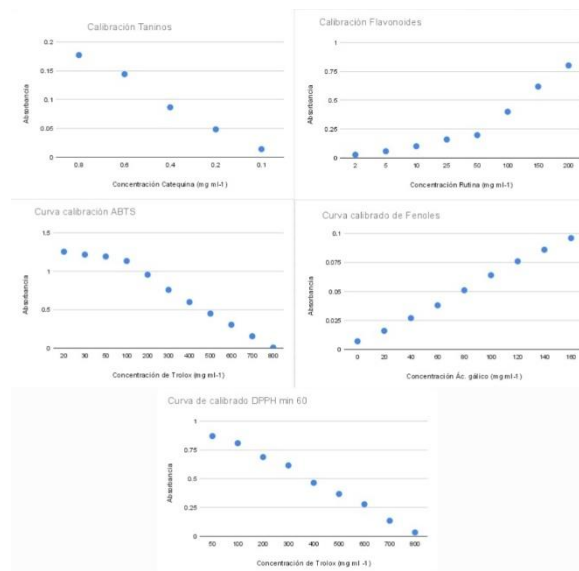 Calibración Taninos
0.2
0.15
0.1
0.05
0
Absorbancia
0.8 0.6 0.4 0.2 0.1
Concentración Catequina (mg ml-1)
Calibración Flavonoides
1
0.75
0.5
0.25
0
Absorbancia
2 5 10 25 50 100 150 200
Concentración Rutina (mg ml-1)
Curva calibración ABTS
1.5
1
0.5
0
Absorbancia
20 30 50 100 200 300 400 500 600 700 800
Concentración de Trolox (mg ml-1)
Curva calibrado de Fenoles
0.1
0.075
0.05
0.025
0
Absorbancia
0 20 40 60 80 100 120 140 160
Concentración Ác. gálico (mg ml-1)
Curva de calibrado DPPH min 60
1
0.75
0.5
0.25
0
Absorbancia
50 100 200 300 400 500 600 700 800
Concentración de Trolox (mg ml -1)